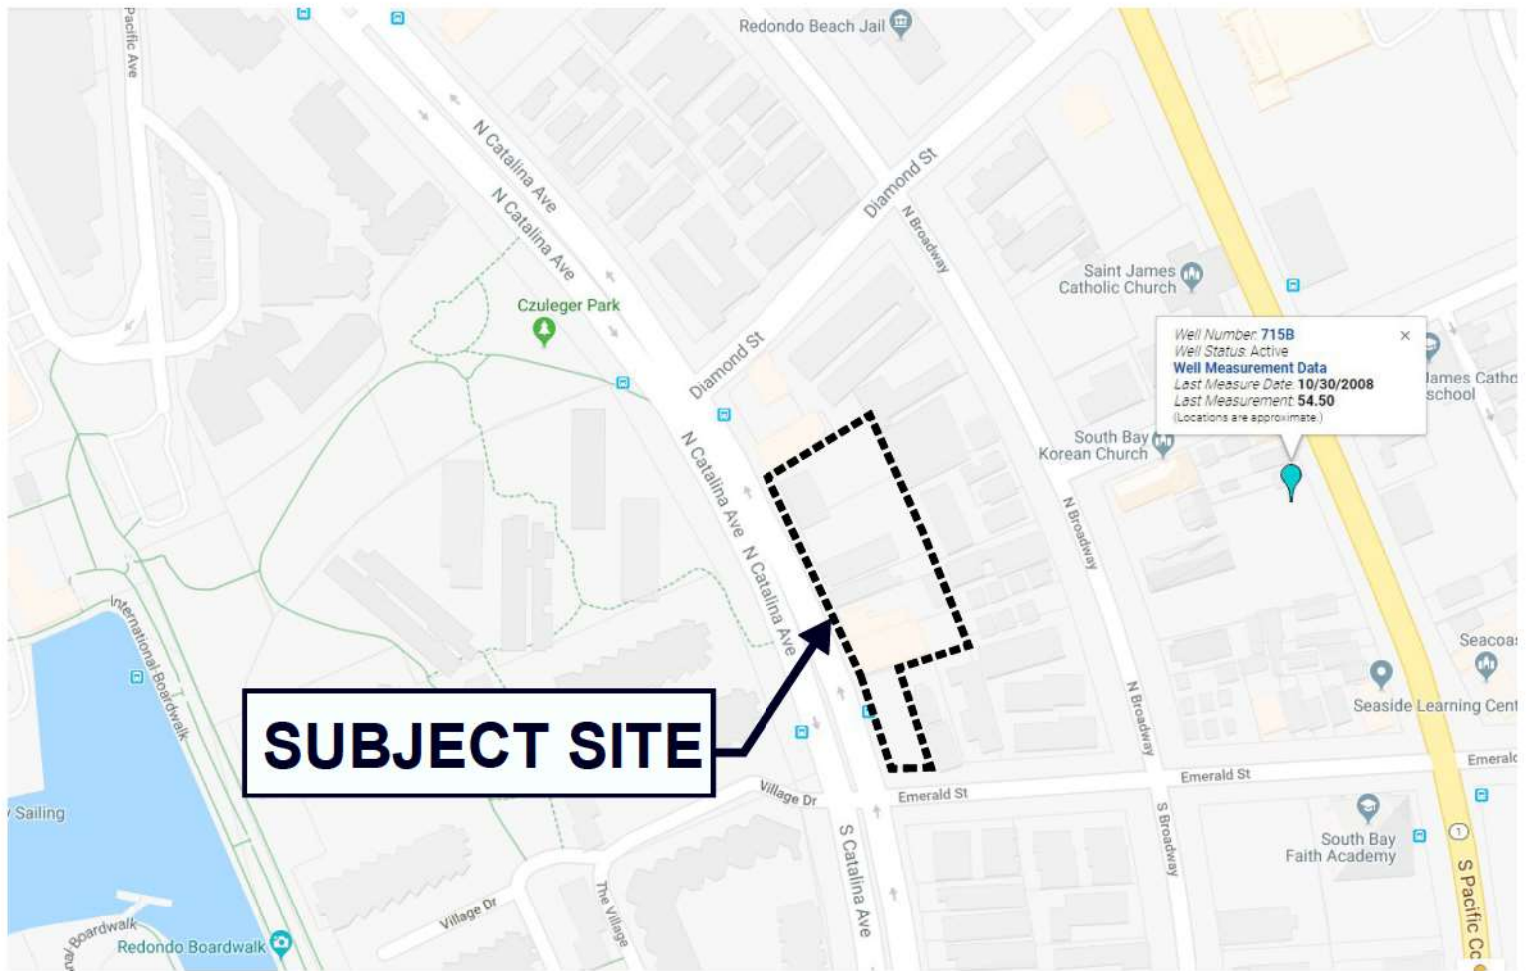 Pacific Ave
Redondo Beach Jail
N Catalina Ave
N Catalina Ave
Diamond St
N Broadway
Saint James
Catholic Church
Czuleger Park
Diamond St
Well Number: 715B
Well Status: Active
Well Measurement Data
Last Measure Date: 10/30/2008
Last Measurement: 54.50
(Locations are approximate.)
×
James Catho
school
South Bay
Korean Church
N Catalina Ave
N Catalina Ave
N Broadway
International Boardwalk
Seacoas
Seaside Learning Cent
N Broadway
SUBJECT SITE
Emerald St
Emerald
Village Dr
Emerald St
Sailing
S Catalina Ave
S Broadway
South Bay
Faith Academy
1
S Pacific Co
Village Dr
The Village
Boardwalk
Redondo Boardwalk